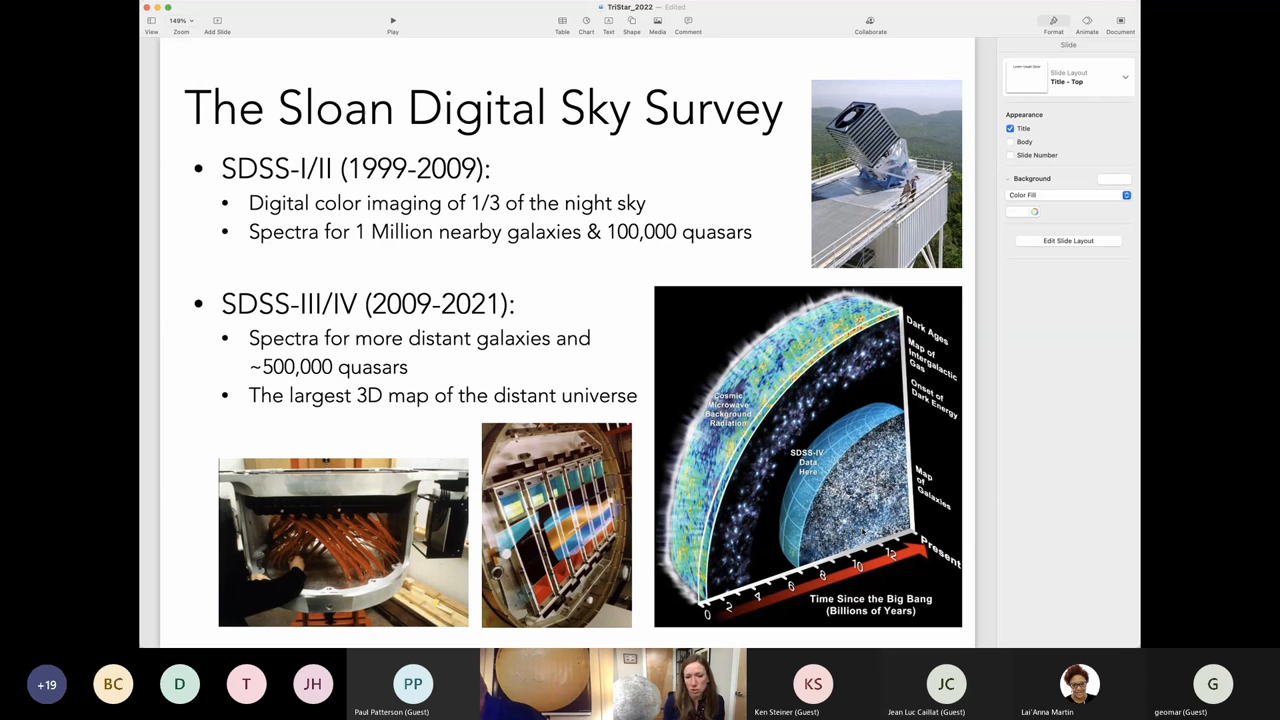 TriStar_2022 — Edited
View
149%
Zoom
Add Slide
Play
Table
Chart
Text
Shape
Media
Comment
Collaborate
Format
Animate
Document
Slide
Slide Layout
Title - Top
Appearance
Title
Body
Slide Number
Background
Color Fill
Edit Slide Layout
The Sloan Digital Sky Survey
• SDSS-I/II (1999-2009):
• Digital color imaging of 1/3 of the night sky
• Spectra for 1 Million nearby galaxies & 100,000 quasars
• SDSS-III/IV (2009-2021):
• Spectra for more distant galaxies and
~500,000 quasars
• The largest 3D map of the distant universe
Dark Ages
Map of
Intergalactic
Gas
Onset of
Dark Energy
Cosmic
Microwave
Background
Radiation
SDSS-IV
Data
Here
Map
of
Galaxies
Present
0 2 4 6 8 10 12
Time Since the Big Bang
(Billions of Years)
+19
BC
D
T
JH
PP
Paul Patterson (Guest)
KS
Ken Steiner (Guest)
JC
Jean Luc Caillat (Guest)
Lai'Anna Martin
G
geomar (Guest)